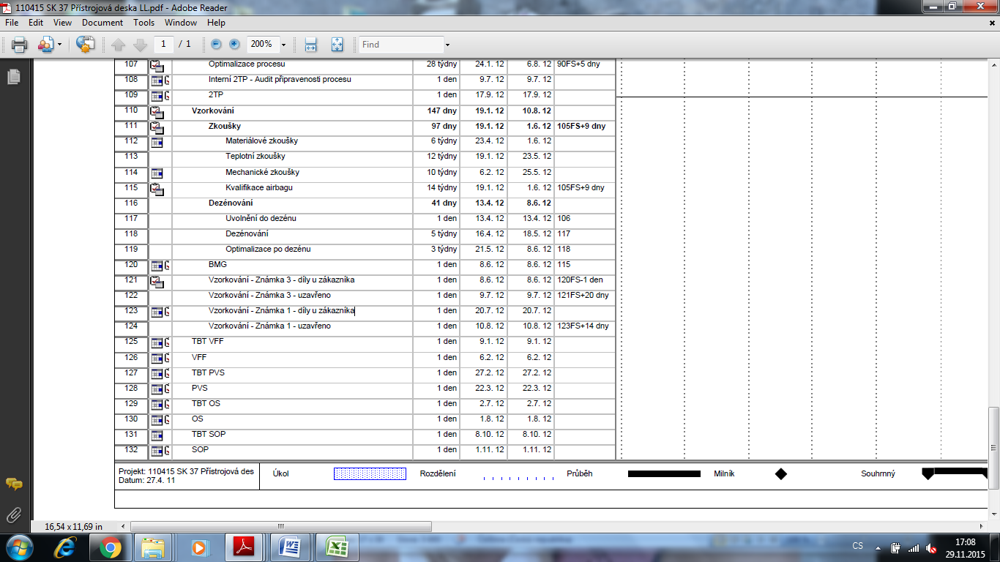 110415 SK 37 Přístrojová deska LL.pdf - Adobe Reader
File Edit View Document Tools Window Help
1 / 1 200% Find
107 Optimalizace procesu 28 týdny 24.1. 12 6.8. 12 90FS+5 dny
108 Interní 2TP - Audit připravenosti procesu 1 den 9.7. 12 9.7. 12
109 2TP 1 den 17.9. 12 17.9. 12
110 Vzorkování 147 dny 19.1. 12 10.8. 12
111 Zkoušky 97 dny 19.1. 12 1.6. 12 105FS+9 dny
112 Materiálové zkoušky 6 týdny 23.4. 12 1.6. 12
113 Teplotní zkoušky 12 týdny 19.1. 12 23.5. 12
114 Mechanické zkoušky 10 týdny 6.2. 12 25.5. 12
115 Kvalifikace airbagu 14 týdny 19.1. 12 1.6. 12 105FS+9 dny
116 Dezénování 41 dny 13.4. 12 8.6. 12
117 Uvolnění do dezénu 1 den 13.4. 12 13.4. 12 106
118 Dezénování 5 týdny 16.4. 12 18.5. 12 117
119 Optimalizace po dezénu 3 týdny 21.5. 12 8.6. 12 118
120 BMG 1 den 8.6. 12 8.6. 12 115
121 Vzorkování - Známka 3 - díly u zákazníka 1 den 8.6. 12 8.6. 12 120FS-1 den
122 Vzorkování - Známka 3 - uzavřeno 1 den 9.7. 12 9.7. 12 121FS+20 dny
123 Vzorkování - Známka 1 - díly u zákazníka 1 den 20.7. 12 20.7. 12
124 Vzorkování - Známka 1 - uzavřeno 1 den 10.8. 12 10.8. 12 123FS+14 dny
125 TBT VFF 1 den 9.1. 12 9.1. 12
126 VFF 1 den 6.2. 12 6.2. 12
127 TBT PVS 1 den 27.2. 12 27.2. 12
128 PVS 1 den 22.3. 12 22.3. 12
129 TBT OS 1 den 2.7. 12 2.7. 12
130 OS 1 den 1.8. 12 1.8. 12
131 TBT SOP 1 den 8.10. 12 8.10. 12
132 SOP 1 den 1.11. 12 1.11. 12
Projekt: 110415 SK 37 Přístrojová des Úkol Rozdělení Průběh Milník Souhrnný
Datum: 27.4. 11
16,54 x 11,69 in
CS 17:08
29.11.2015